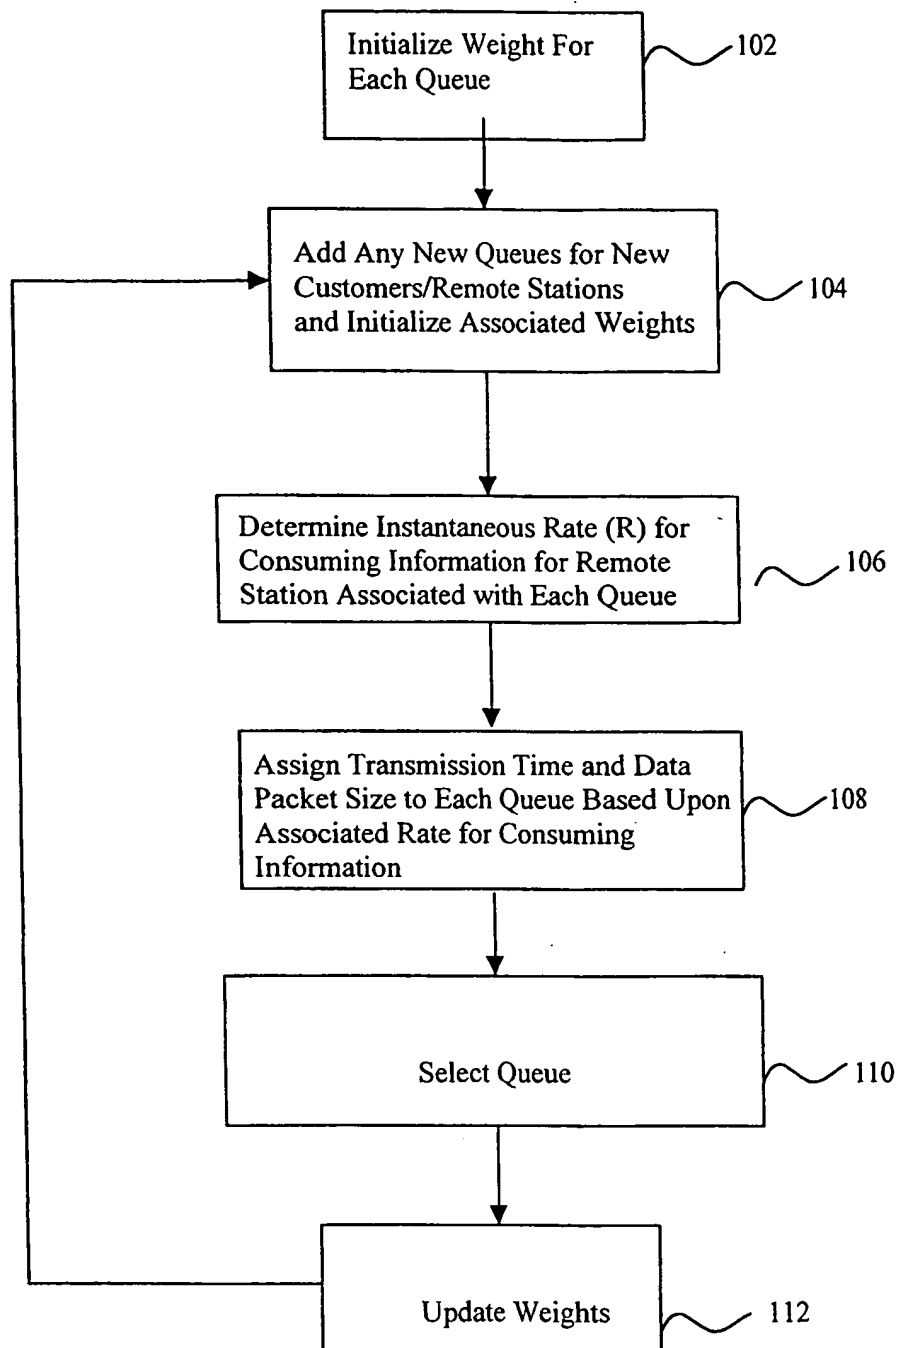 Initialize Weight For
Each Queue
102
Add Any New Queues for New
Customers/Remote Stations
and Initialize Associated Weights
104
Determine Instantaneous Rate (R) for
Consuming Information for Remote
Station Associated with Each Queue
106
Assign Transmission Time and Data
Packet Size to Each Queue Based Upon
Associated Rate for Consuming
Information
108
Select Queue
110
Update Weights
112